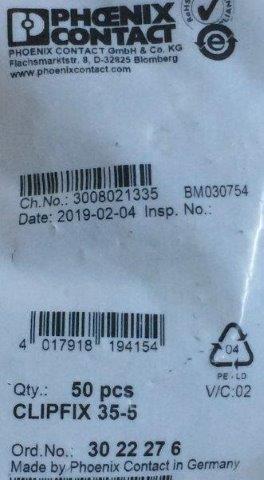 PHŒNIX
CONTACT
PHOENIX CONTACT GmbH & Co. KG
Flachsmarktstr. 8, D-32825 Blomberg
www.phoenixcontact.com
Ch.No.: 3008021335 BM030754
Date: 2019-02-04 Insp. No.:
4 017918 194154
04
PE-LD
Qty.: 50 pcs V/C:02
CLIPFIX 35-5
Ord.No.: 30 22 27 6
Made by Phoenix Contact in Germany